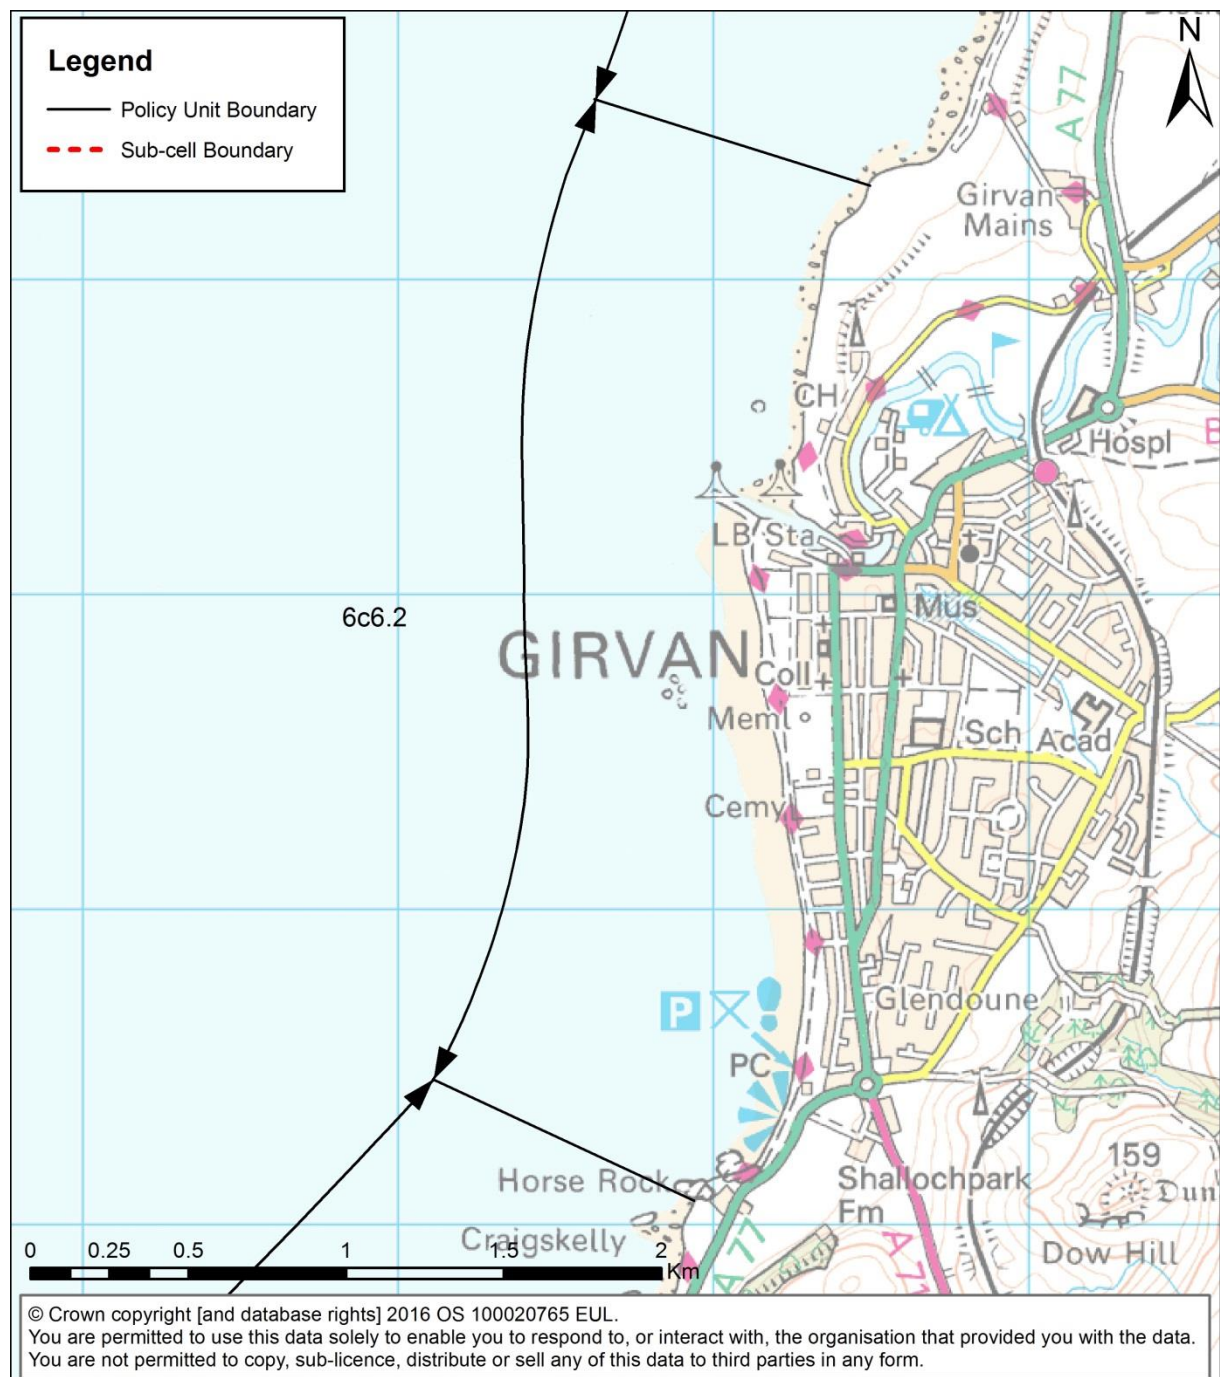 Legend
Policy Unit Boundary
Sub-cell Boundary
N
A 77
Girvan
Mains
CH
Hospl
B
LB Sta
Mus
6c6.2
GIRVAN
Coll
Meml
Sch
Acad
Cemy
Glendoune
P
PC
Horse Rock
Craigskelly
Shallochpark
Fm
159
Dun
Dow Hill
A 77
A 71
0 0.25 0.5 1 1.5 2
Km
© Crown copyright [and database rights] 2016 OS 100020765 EUL.
You are permitted to use this data solely to enable you to respond to, or interact with, the organisation that provided you with the data.
You are not permitted to copy, sub-licence, distribute or sell any of this data to third parties in any form.